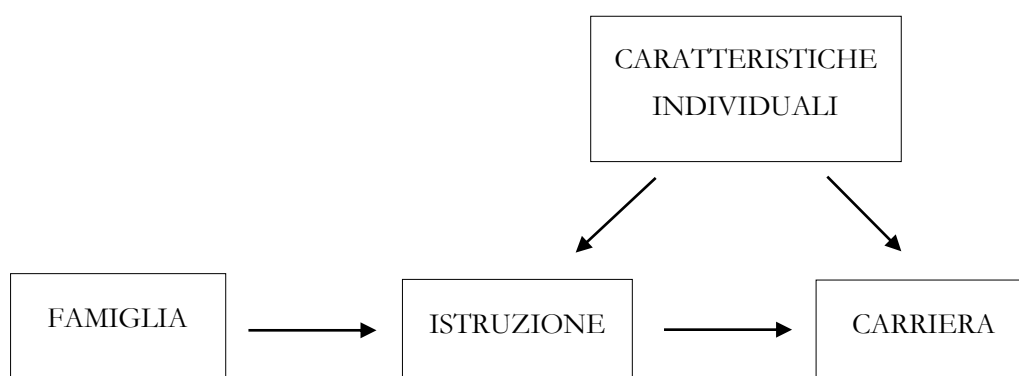 CARATTERISTICHE
INDIVIDUALI
FAMIGLIA
ISTRUZIONE
CARRIERA